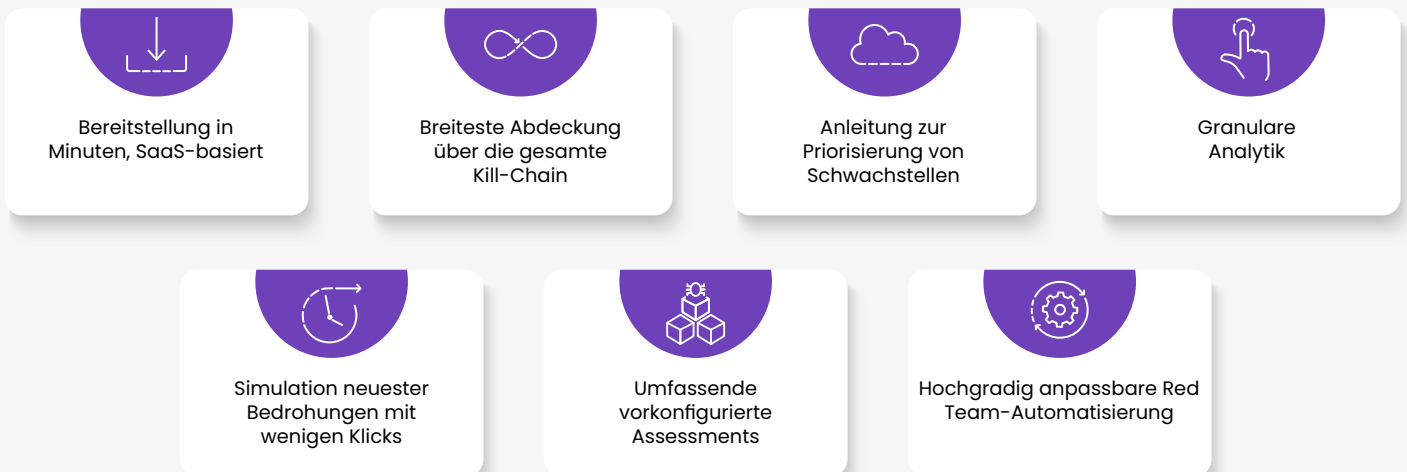 Bereitstellung in
Minuten, SaaS-basiert
Breiteste Abdeckung
über die gesamte
Kill-Chain
Anleitung zur
Priorisierung von
Schwachstellen
Granulare
Analytik
Simulation neuester
Bedrohungen mit
wenigen Klicks
Umfassende
vorkonfigurierte
Assessments
Hochgradig anpassbare Red
Team-Automatisierung